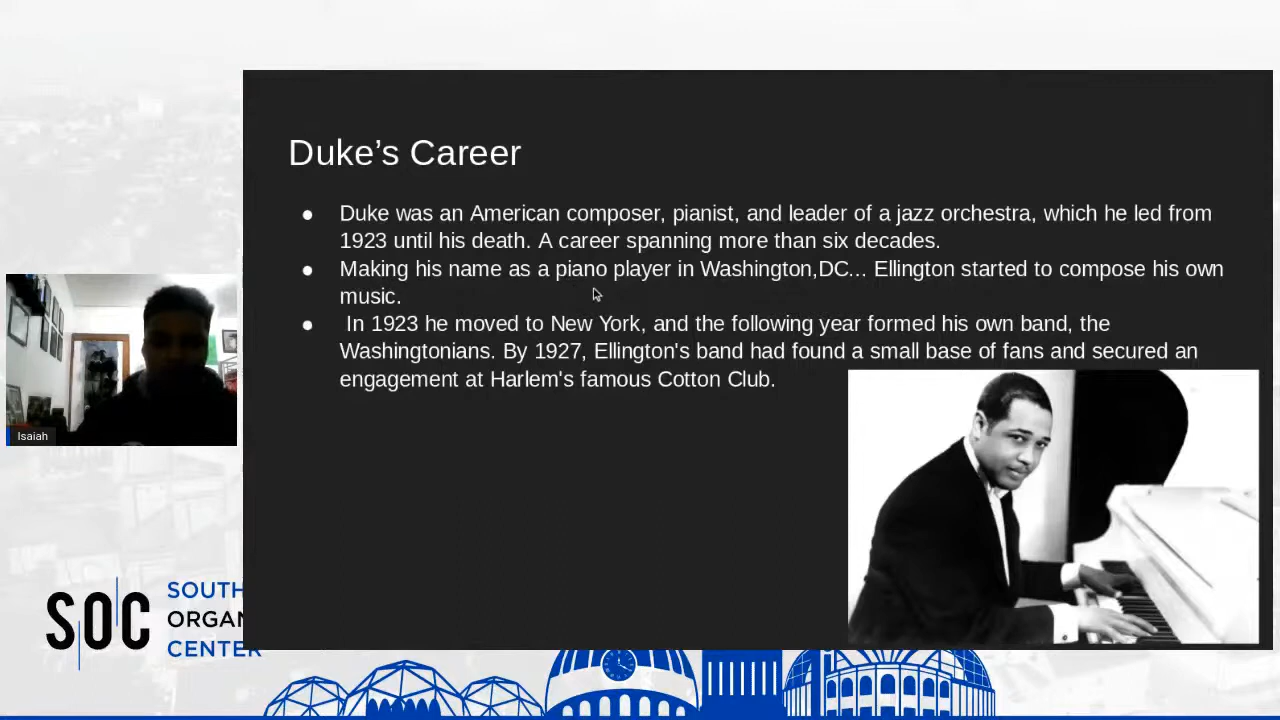 Duke’s Career
● Duke was an American composer, pianist, and leader of a jazz orchestra, which he led from
1923 until his death. A career spanning more than six decades.
● Making his name as a piano player in Washington,DC... Ellington started to compose his own
music.
● In 1923 he moved to New York, and the following year formed his own band, the
Washingtonians. By 1927, Ellington's band had found a small base of fans and secured an
engagement at Harlem's famous Cotton Club.
Isaiah
SOC
SOUTH
ORGAN
CENTER